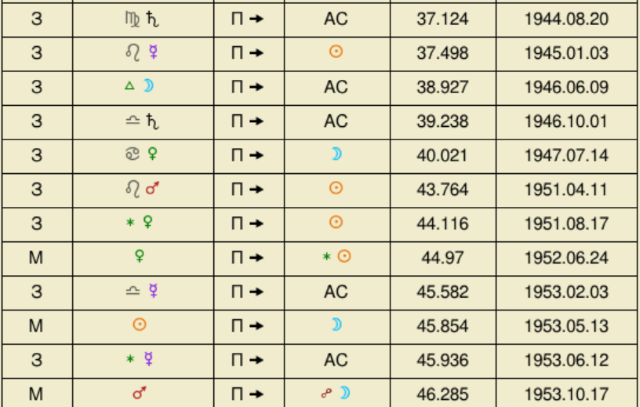 З ♍ ♄ П → AC 37.124 1944.08.20
З ♌ ☿ П → ☉ 37.498 1945.01.03
З △ ☽ П → AC 38.927 1946.06.09
З ♎ ♄ П → AC 39.238 1946.10.01
З ♋ ♀ П → ☽ 40.021 1947.07.14
З ♌ ♂ П → ☉ 43.764 1951.04.11
З ⚹ ♀ П → ☉ 44.116 1951.08.17
М ♀ П → ⚹ ☉ 44.97 1952.06.24
З ♎ ☿ П → AC 45.582 1953.02.03
М ☉ П → ☽ 45.854 1953.05.13
З ⚹ ☿ П → AC 45.936 1953.06.12
М ♂ П → ☍ ☽ 46.285 1953.10.17